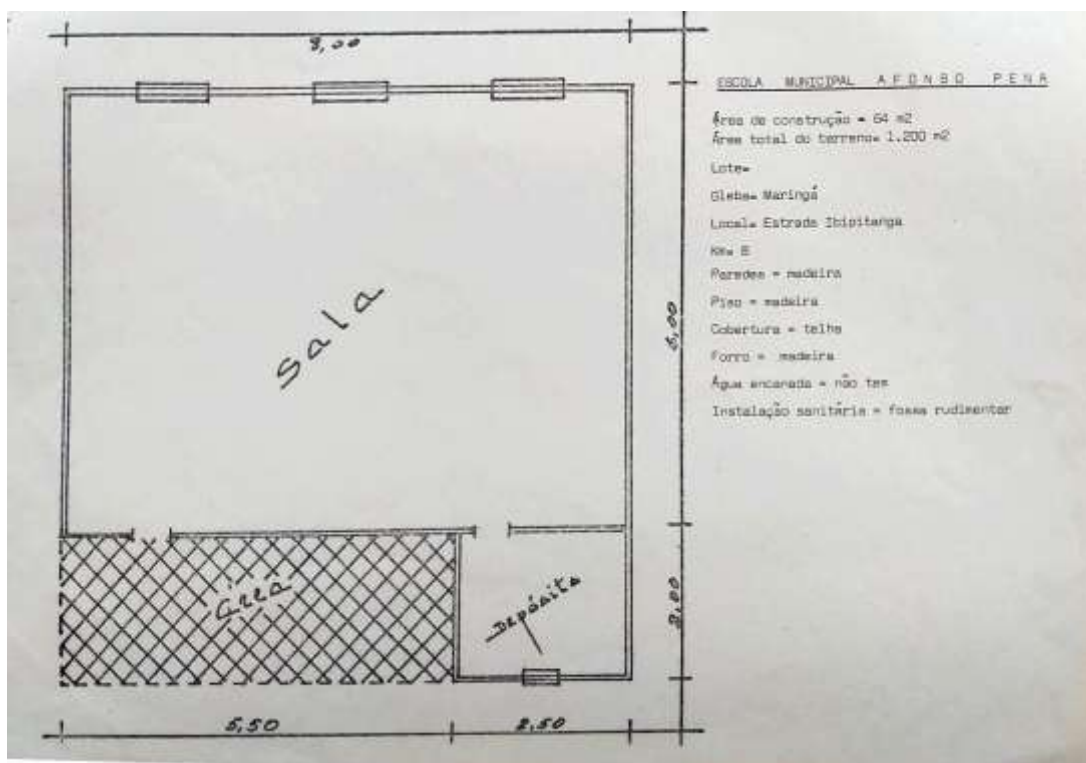 8,00
ESCOLA MUNICIPAL AFONSO PENA
Área de construção = 64 m2
Área total do terreno= 1.200 m2
Lote=
Gleba= Maringá
Local= Estrada Ibipitanga
Km= 8
Paredes = madeira
Piso = madeira
Cobertura = telha
Forro = madeira
Água encanada = não tem
Instalação sanitária = fossa rudimentar
Sala
6,00
Área
Depósito
2,00
5,50
2,50